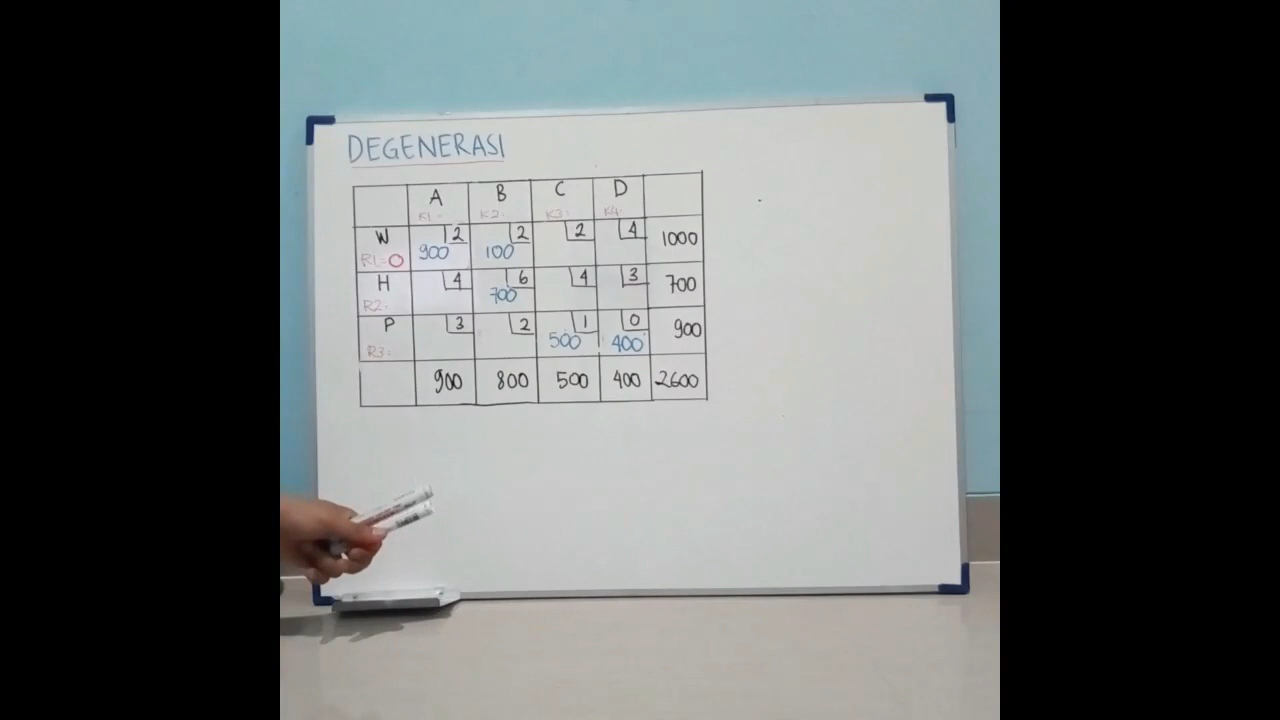 DEGENERASI
A B C D
K1= K2= K3= K4=
W 2 2 2 4 1000
R1=0 900 100
H 4 6 4 3 700
R2= 700
P 3 2 1 0 900
R3= 500 400
900 800 500 400 2600